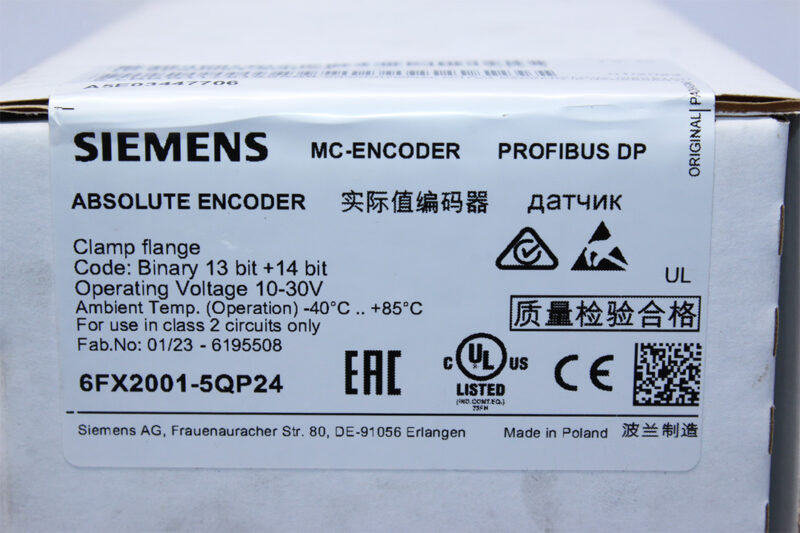 A5E03447706
SIEMENS MC-ENCODER PROFIBUS DP
ORIGINAL
ABSOLUTE ENCODER 实际值编码器 датчик
Clamp flange
Code: Binary 13 bit +14 bit
Operating Voltage 10-30V
UL
Ambient Temp. (Operation) -40°C .. +85°C
质量检验合格
For use in class 2 circuits only
Fab.No: 01/23 - 6195508
6FX2001-5QP24
EAC
C UL US
LISTED
(IND.CONT.EQ.)
CE
Siemens AG, Frauenauracher Str. 80, DE-91056 Erlangen
Made in Poland 波兰制造